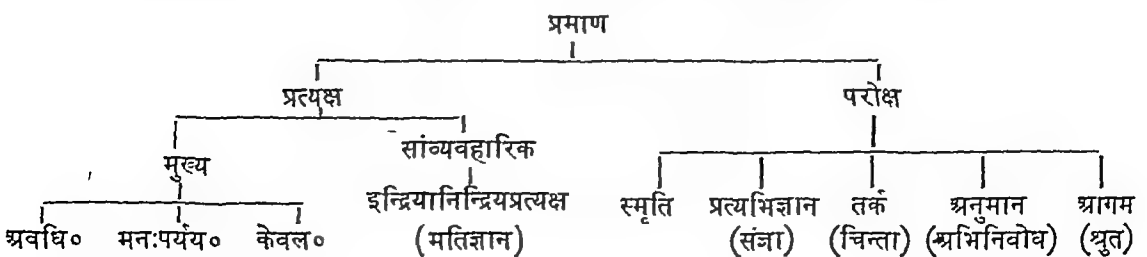 प्रमाण
प्रत्यक्ष परोक्ष
मुख्य सांव्यवहारिक
अवधि० मनःपर्यय० केवल० इन्द्रियानिन्द्रियप्रत्यक्ष स्मृति प्रत्यभिज्ञान तर्क अनुमान आगम
(मतिज्ञान) (संज्ञा) (चिन्ता) (अभिनिवोध) (श्रुत)